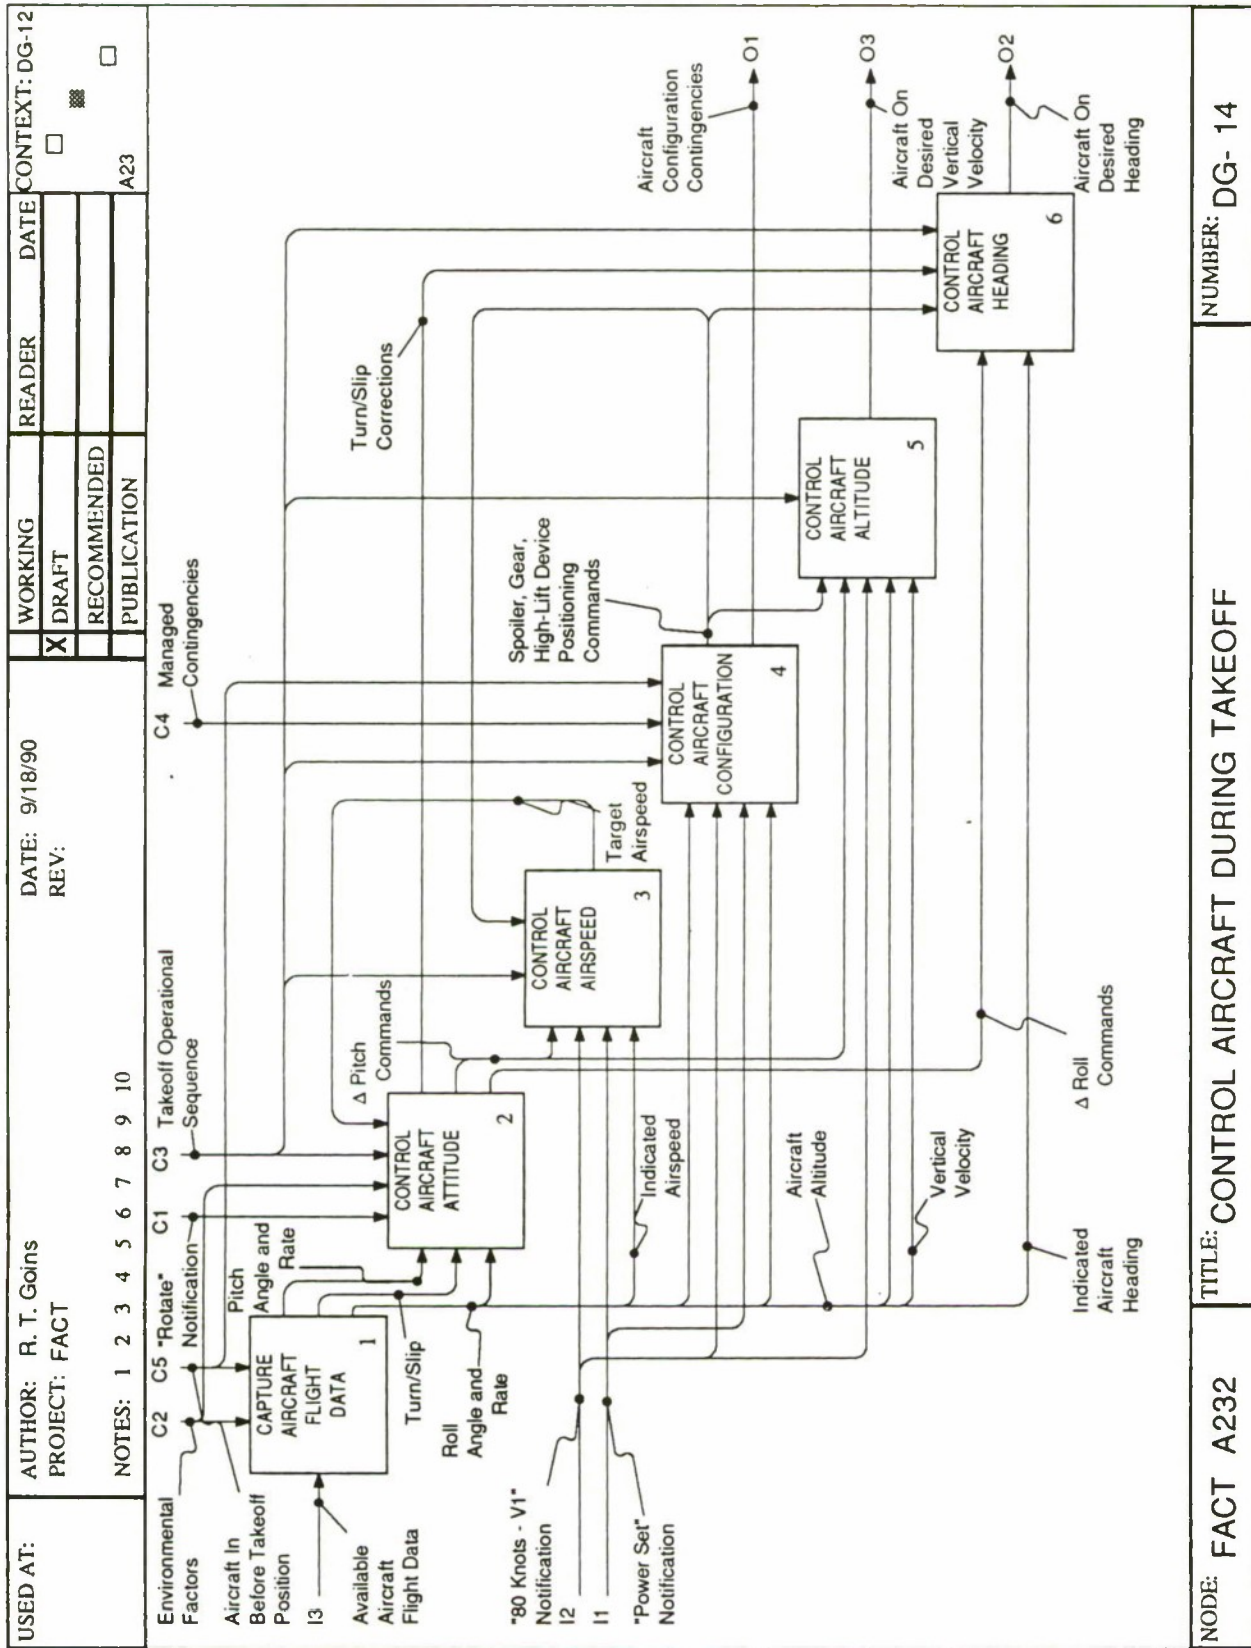 USED AT:
AUTHOR: R. T. Goins
PROJECT: FACT
NOTES: 1 2 3 4 5 6 7 8 9 10
DATE: 9/18/90
REV:
WORKING
X DRAFT
RECOMMENDED
PUBLICATION
READER DATE
CONTEXT: DG-12
A23
Environmental
Factors
C2
C5
"Rotate"
Notification
C1
C3
Takeoff Operational
Sequence
C4
Managed
Contingencies
Aircraft In
Before Takeoff
Position
I3
Available
Aircraft
Flight Data
CAPTURE
AIRCRAFT
FLIGHT
DATA
1
Pitch
Angle and
Rate
Turn/Slip
Roll
Angle and
Rate
CONTROL
AIRCRAFT
ATTITUDE
2
Δ Pitch
Commands
Turn/Slip
Corrections
"80 Knots - V1"
Notification
I2
I1
"Power Set"
Notification
CONTROL
AIRCRAFT
AIRSPEED
3
Target
Airspeed
Indicated
Airspeed
CONTROL
AIRCRAFT
CONFIGURATION
4
Spoiler, Gear,
High-Lift Device
Positioning
Commands
Aircraft
Altitude
CONTROL
AIRCRAFT
ALTITUDE
5
Vertical
Velocity
Indicated
Aircraft
Heading
Δ Roll
Commands
CONTROL
AIRCRAFT
HEADING
6
Aircraft
Configuration
Contingencies
O1
O3
Aircraft On
Desired
Vertical
Velocity
O2
Aircraft On
Desired
Heading
NODE: FACT A232
TITLE: CONTROL AIRCRAFT DURING TAKEOFF
NUMBER: DG- 14